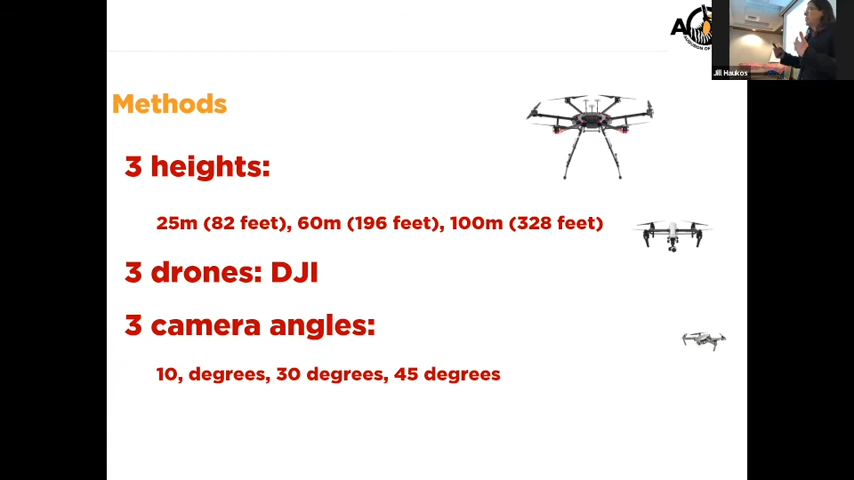 Methods
3 heights:
25m (82 feet), 60m (196 feet), 100m (328 feet)
3 drones: DJI
3 camera angles:
10, degrees, 30 degrees, 45 degrees
Jill Haukos